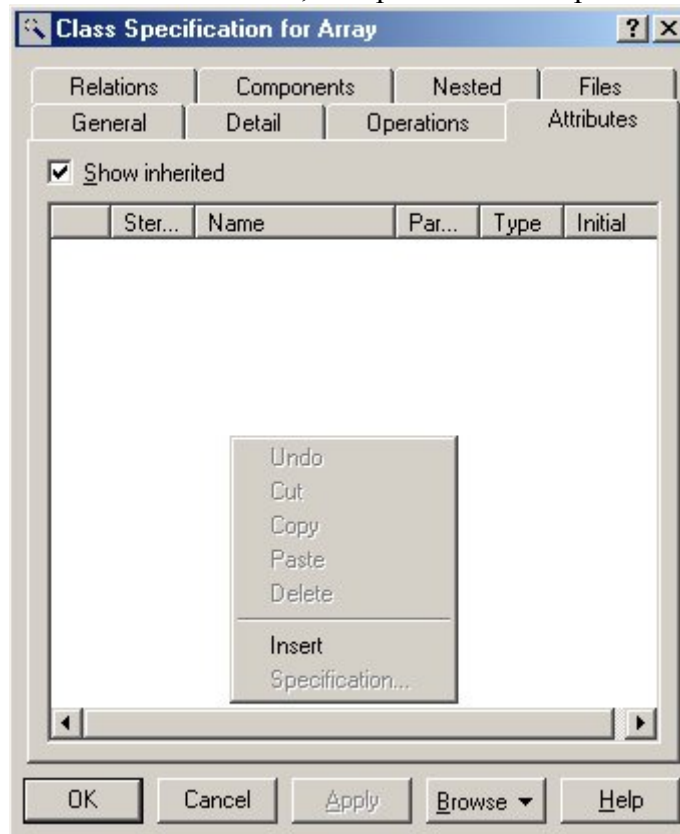 Class Specification for Array
Relations Components Nested Files
General Detail Operations Attributes
Show inherited
Ster... Name Par... Type Initial
Undo
Cut
Copy
Paste
Delete
Insert
Specification...
OK Cancel Apply Browse Help